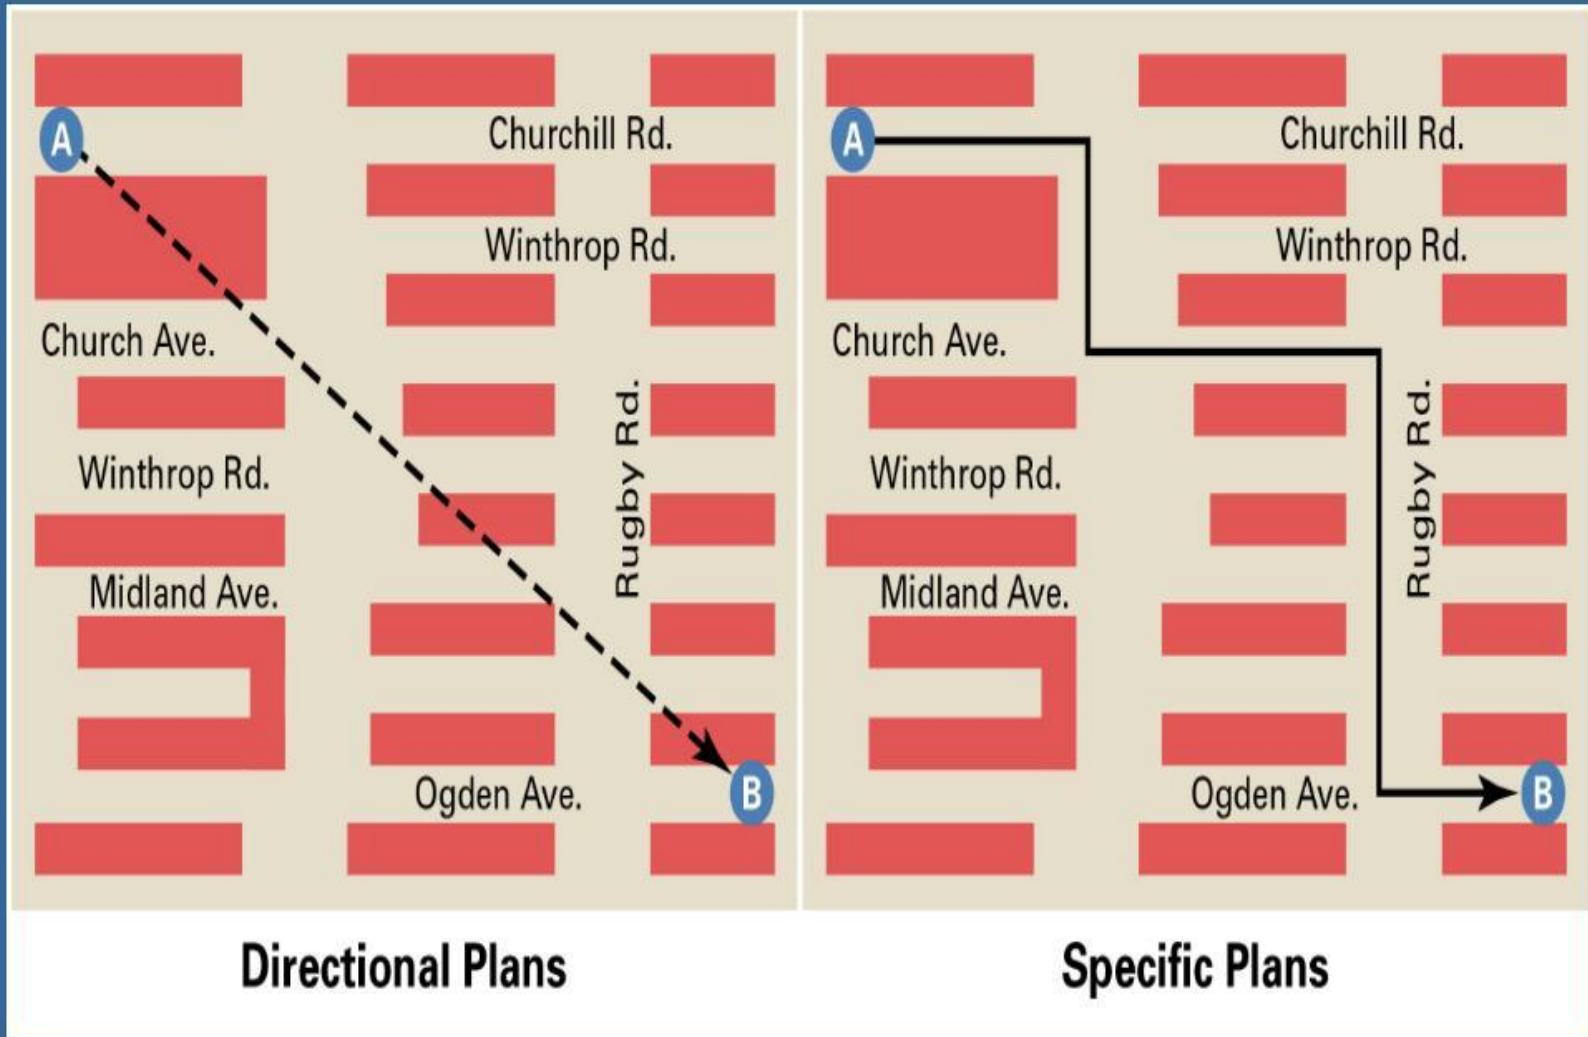 A
Churchill Rd.
Winthrop Rd.
Church Ave.
Winthrop Rd.
Rugby Rd.
Midland Ave.
Ogden Ave.
B
Directional Plans
A
Churchill Rd.
Winthrop Rd.
Church Ave.
Winthrop Rd.
Rugby Rd.
Midland Ave.
Ogden Ave.
B
Specific Plans